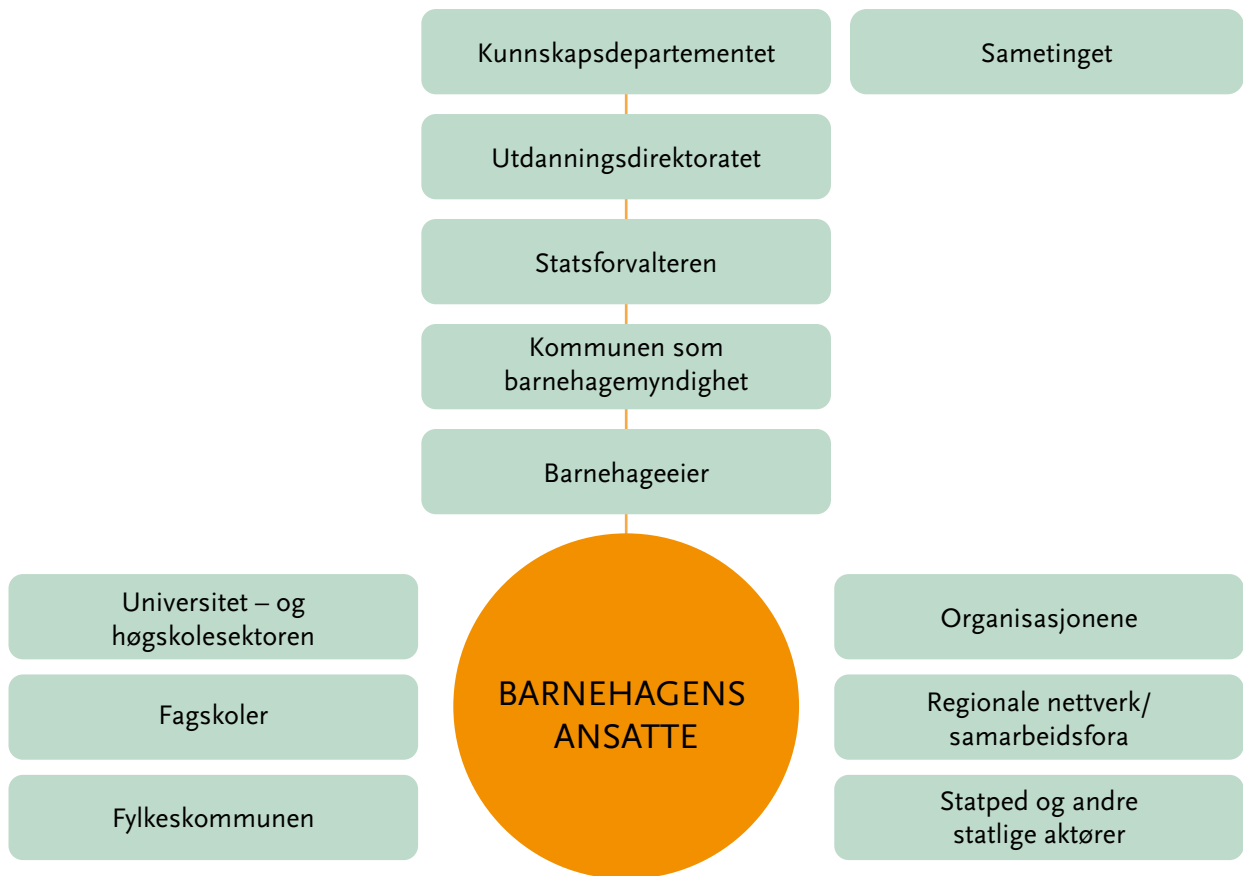 Kunnskapsdepartementet
Sametinget
Utdanningsdirektoratet
Statsforvalteren
Kommunen som
barnehagemyndighet
Barnehageeier
Universitet – og
høgskolesektoren
Fagskoler
Fylkeskommunen
BARNEHAGENS
ANSATTE
Organisasjonene
Regionale nettverk/
samarbeidsfora
Statped og andre
statlige aktører